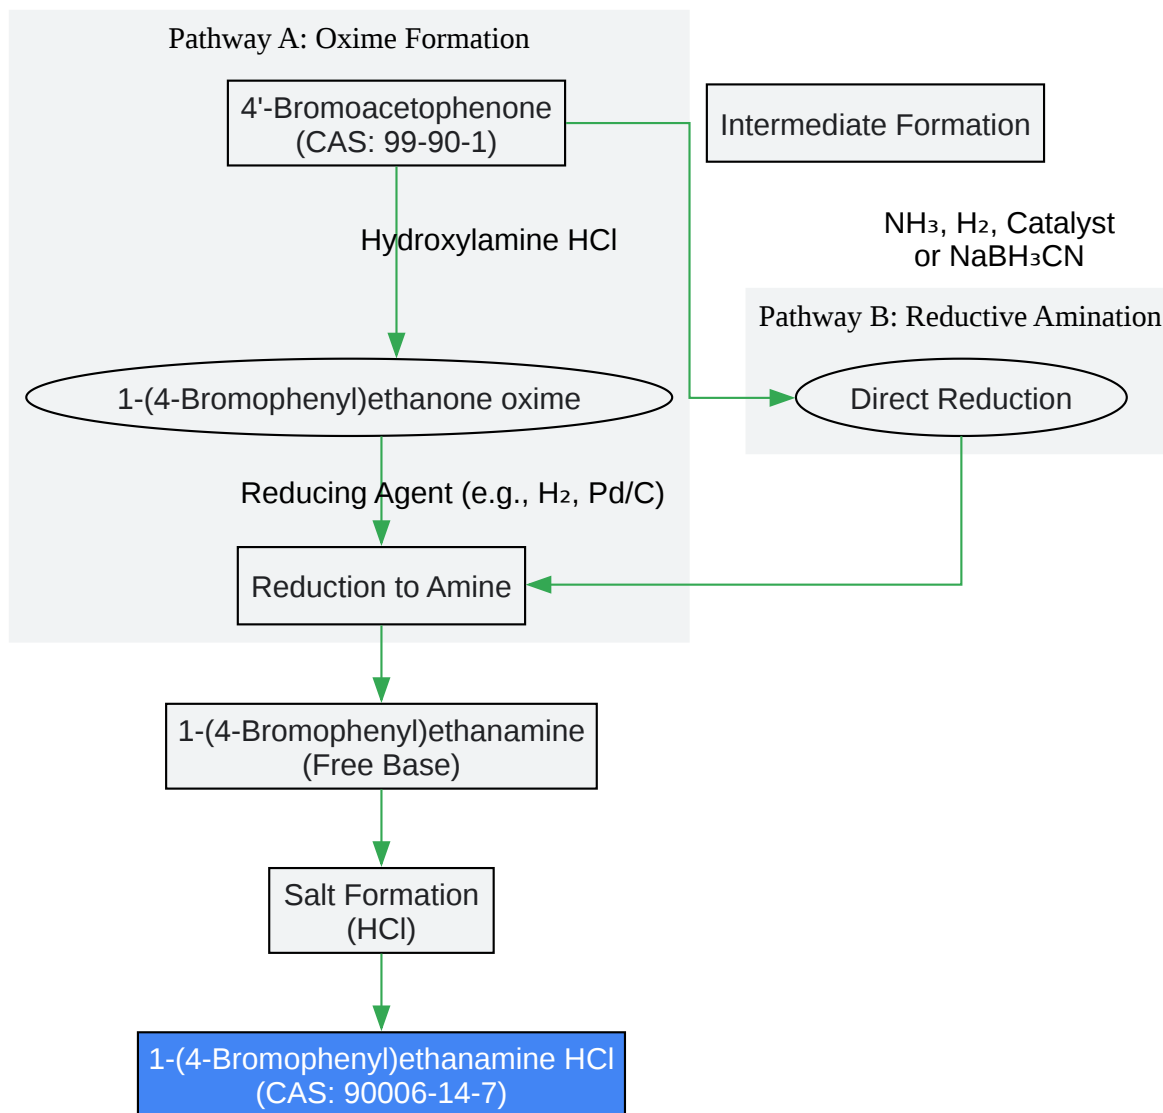 Pathway A: Oxime Formation
4'-Bromoacetophenone
(CAS: 99-90-1)
Intermediate Formation
Hydroxylamine HCl
NH₃, H₂, Catalyst
or NaBH₃CN
Pathway B: Reductive Amination
1-(4-Bromophenyl)ethanone oxime
Direct Reduction
Reducing Agent (e.g., H₂, Pd/C)
Reduction to Amine
1-(4-Bromophenyl)ethanamine
(Free Base)
Salt Formation
(HCl)
1-(4-Bromophenyl)ethanamine HCl
(CAS: 90006-14-7)